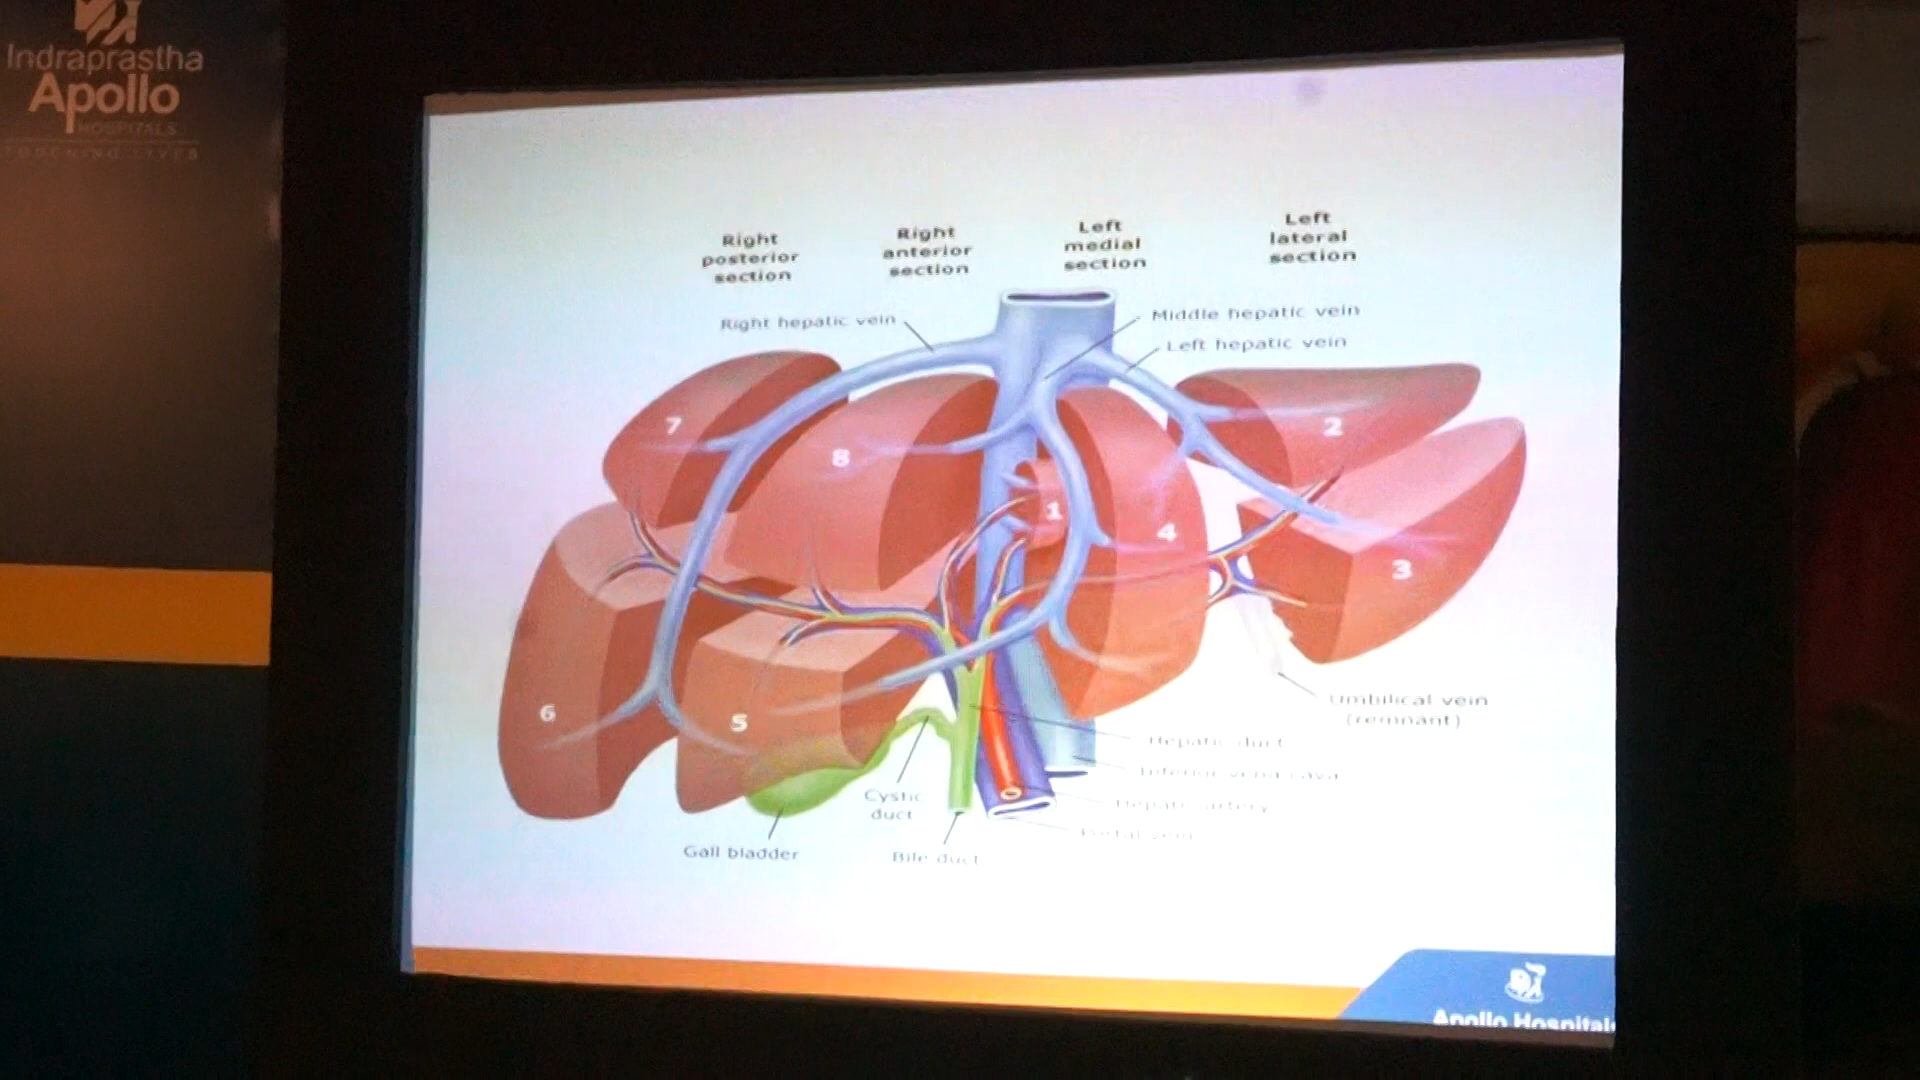 Indraprastha
Apollo
HOSPITALS
TOUCHING LIVES
Right
posterior
section
Right
anterior
section
Left
medial
section
Left
lateral
section
Right hepatic vein
Middle hepatic vein
Left hepatic vein
7
8
2
1
4
3
6
5
Umbilical vein
(remnant)
Hepatic duct
Inferior vena cava
Hepatic artery
Portal vein
Cystic
duct
Gall bladder
Bile duct
Apollo Hospitals